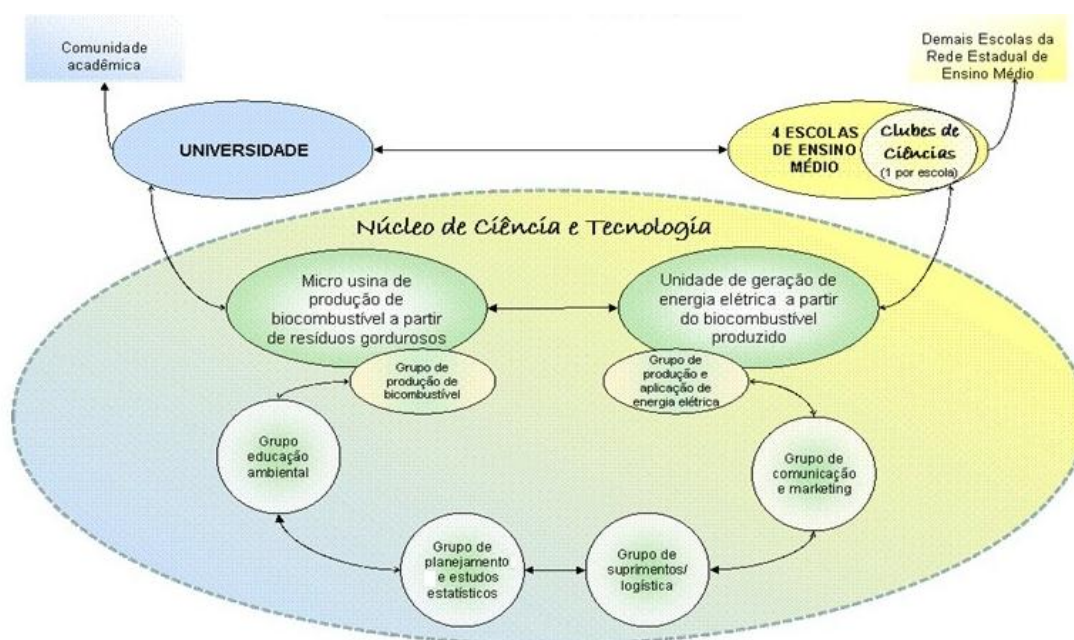 Comunidade
acadêmica
Demais Escolas da
Rede Estadual de
Ensino Médio
UNIVERSIDADE
4 ESCOLAS
DE ENSINO
MÉDIO
Clubes de
Ciências
(1 por escola)
Núcleo de Ciência e Tecnologia
Micro usina de
produção de
biocombustível a partir
de resíduos gordurosos
Unidade de geração de
energia elétrica a partir
do biocombustível
produzido
Grupo de
produção de
bicombustível
Grupo de
produção e
aplicação de
energia elétrica
Grupo
educação
ambiental
Grupo de
comunicação
e marketing
Grupo de
planejamento
e estudos
estatísticos
Grupo de
suprimentos/
logística